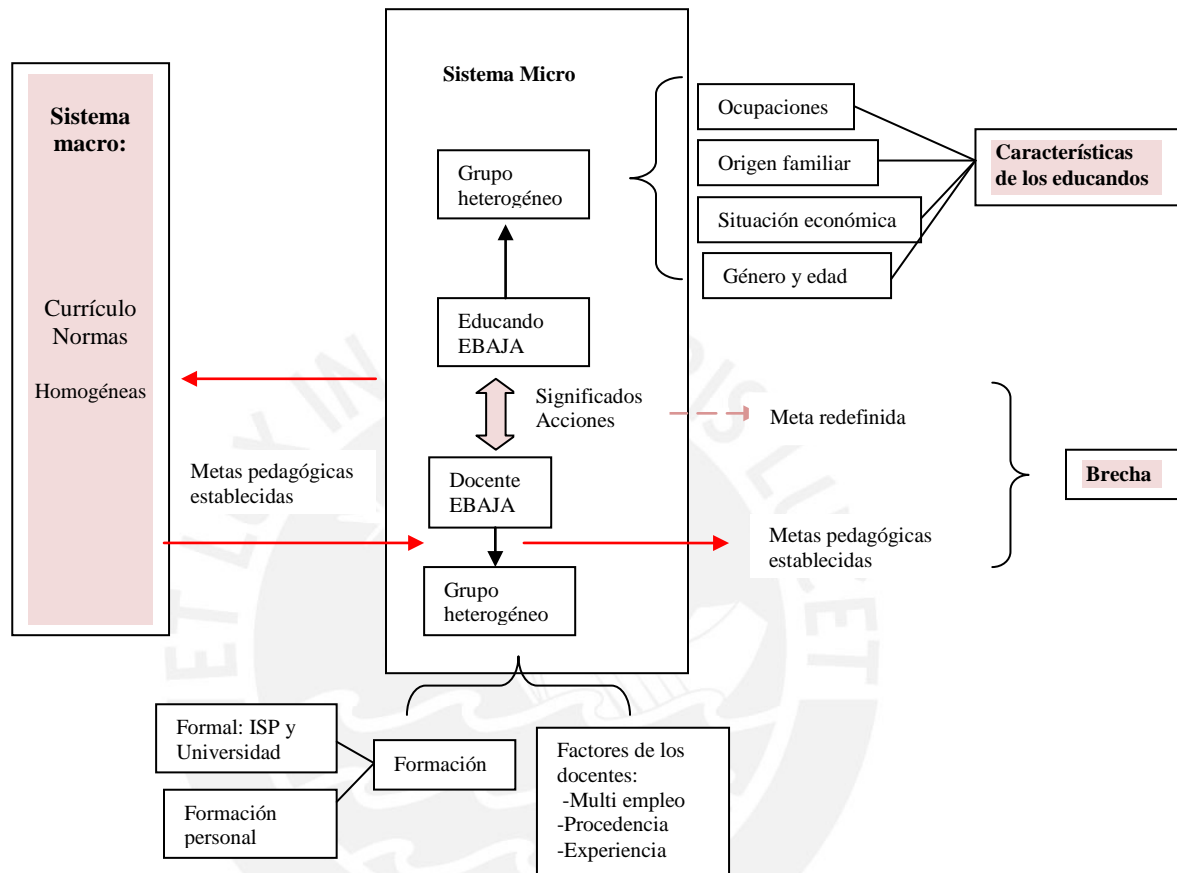 Sistema
macro:
Currículo
Normas
Homogéneas
Metas pedagógicas
establecidas
Sistema Micro
Grupo
heterogéneo
Educando
EBAJA
Significados
Acciones
Docente
EBAJA
Grupo
heterogéneo
Ocupaciones
Origen familiar
Situación económica
Género y edad
Características
de los educandos
Meta redefinida
Metas pedagógicas
establecidas
Brecha
Formal: ISP y
Universidad
Formación
personal
Formación
Factores de los
docentes:
-Multi empleo
-Procedencia
-Experiencia